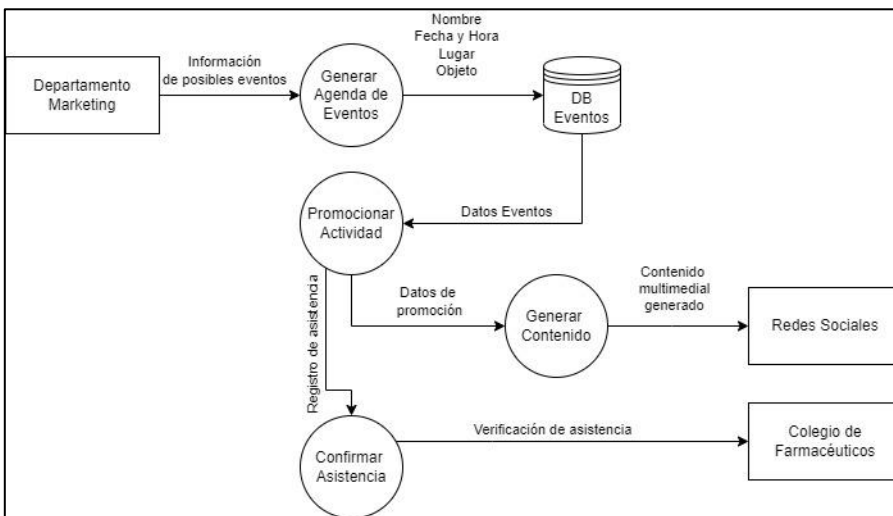 Departamento
Marketing
Información
de posibles eventos
Generar
Agenda de
Eventos
Nombre
Fecha y Hora
Lugar
Objeto
DB
Eventos
Promocionar
Actividad
Datos Eventos
Registro de asistencia
Datos de
promoción
Generar
Contenido
Contenido
multimedial
generado
Redes Sociales
Confirmar
Asistencia
Verificación de asistencia
Colegio de
Farmacéuticos